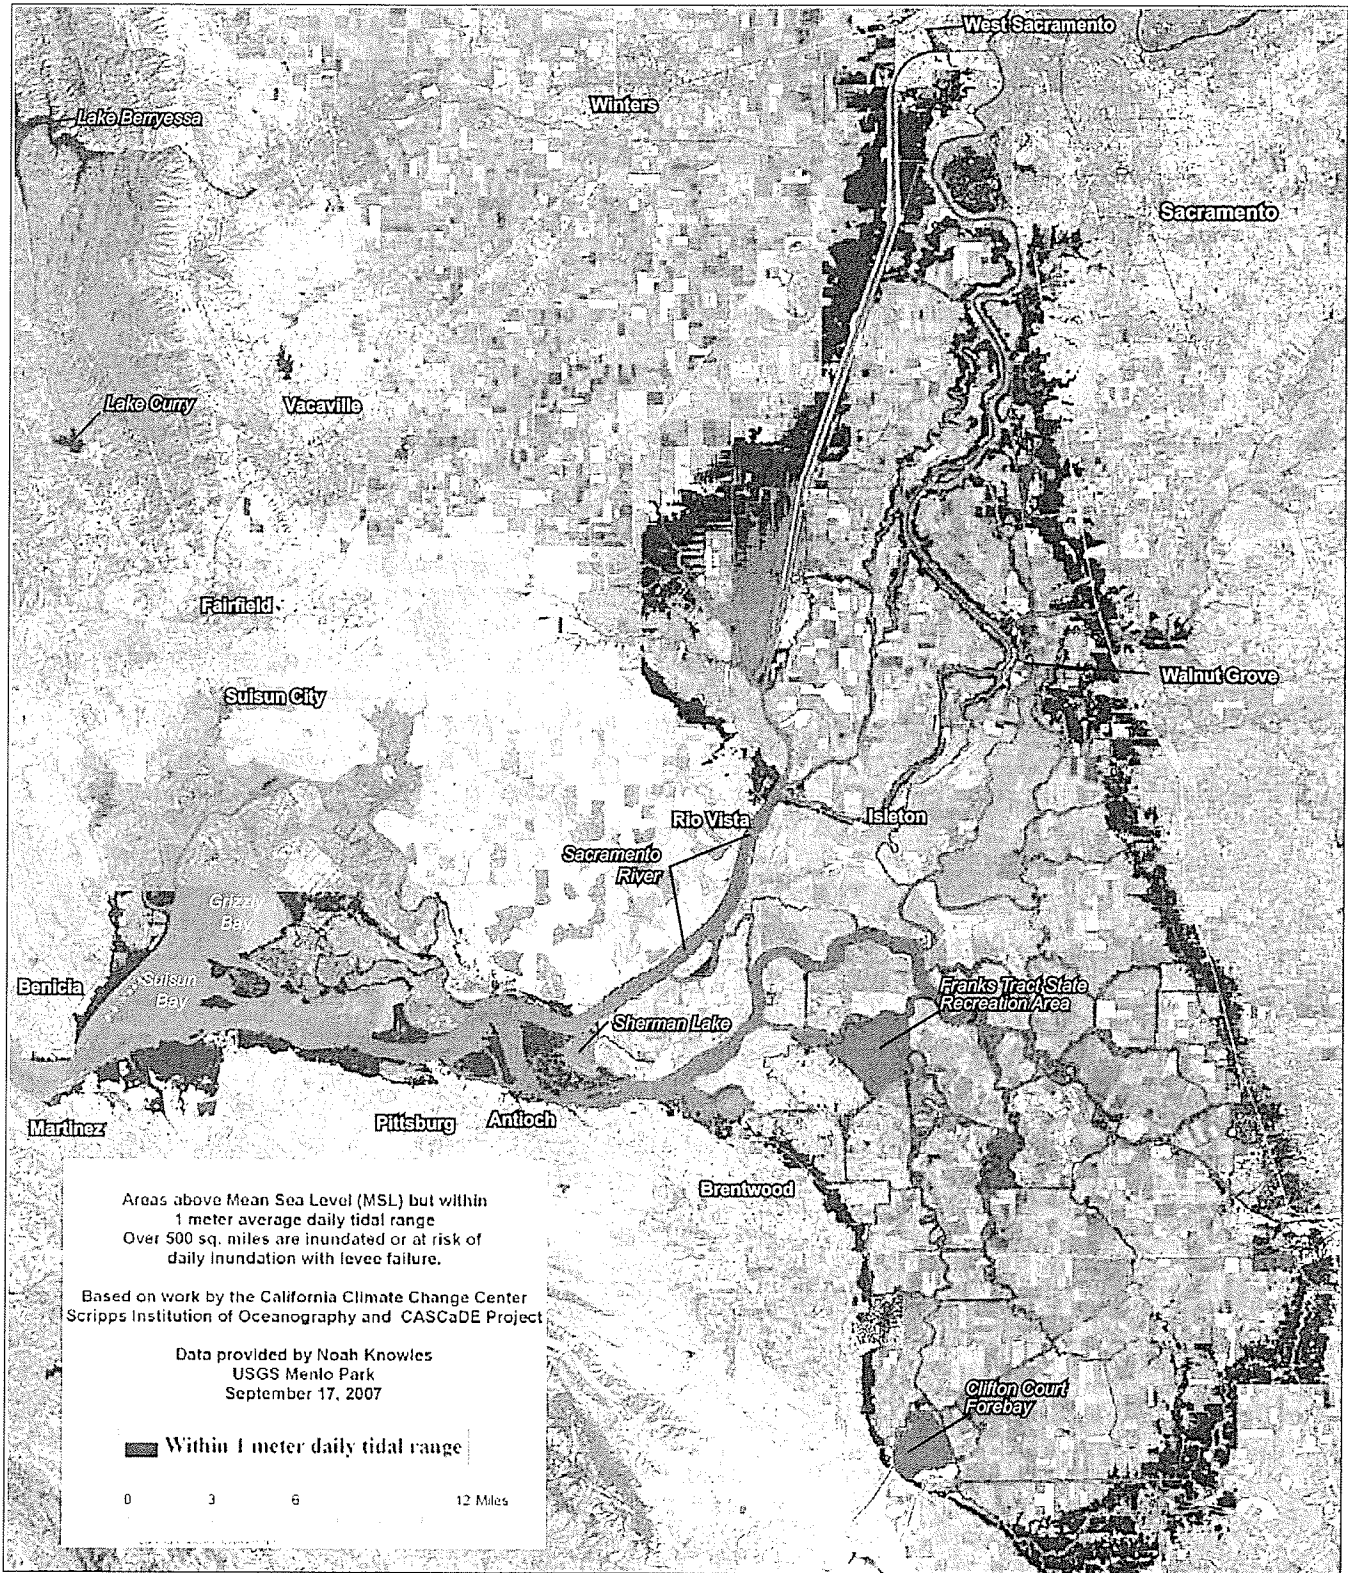 West Sacramento
Lake Berryessa
Winters
Sacramento
Lake Curry
Vacaville
Fairfield
Walnut Grove
Suisun City
Rio Vista
Isleton
Sacramento
River
Grizzly
Bay
Benicia
Suisun
Bay
Franks Tract State
Recreation Area
Sherman Lake
Martinez
Pittsburg
Antioch
Brentwood
Areas above Mean Sea Level (MSL) but within
1 meter average daily tidal range
Over 500 sq. miles are inundated or at risk of
daily inundation with levee failure.
Based on work by the California Climate Change Center
Scripps Institution of Oceanography and CASCaDE Project
Data provided by Noah Knowles
USGS Menlo Park
September 17, 2007
Within 1 meter daily tidal range
0 3 6 12 Miles
Clifton Court
Forebay